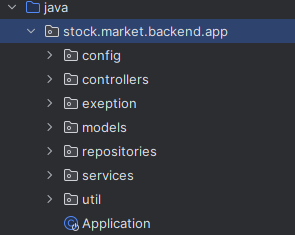 java
stock.market.backend.app
config
controllers
exeption
models
repositories
services
util
Application